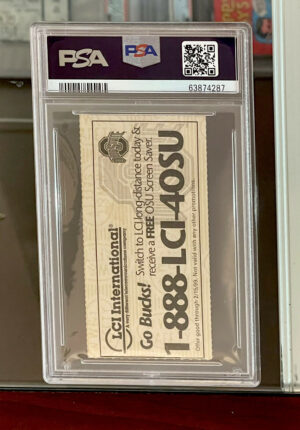 PSA
PSA
63874287
LCI International®
Go Bucks! Switch to LCI long-distance today &
receive a FREE OSU Screen Saver.
1-888-LCI-4OSU